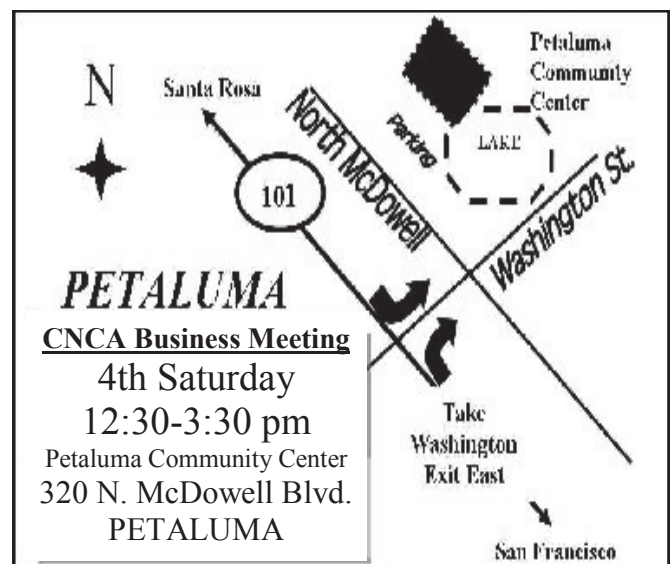 N
Santa Rosa
101
North McDowell
Parking
LAKE
Petaluma
Community
Center
Washington St.
PETALUMA
CNCA Business Meeting
4th Saturday
12:30-3:30 pm
Petaluma Community Center
320 N. McDowell Blvd.
PETALUMA
Take
Washington
Exit East
San Francisco